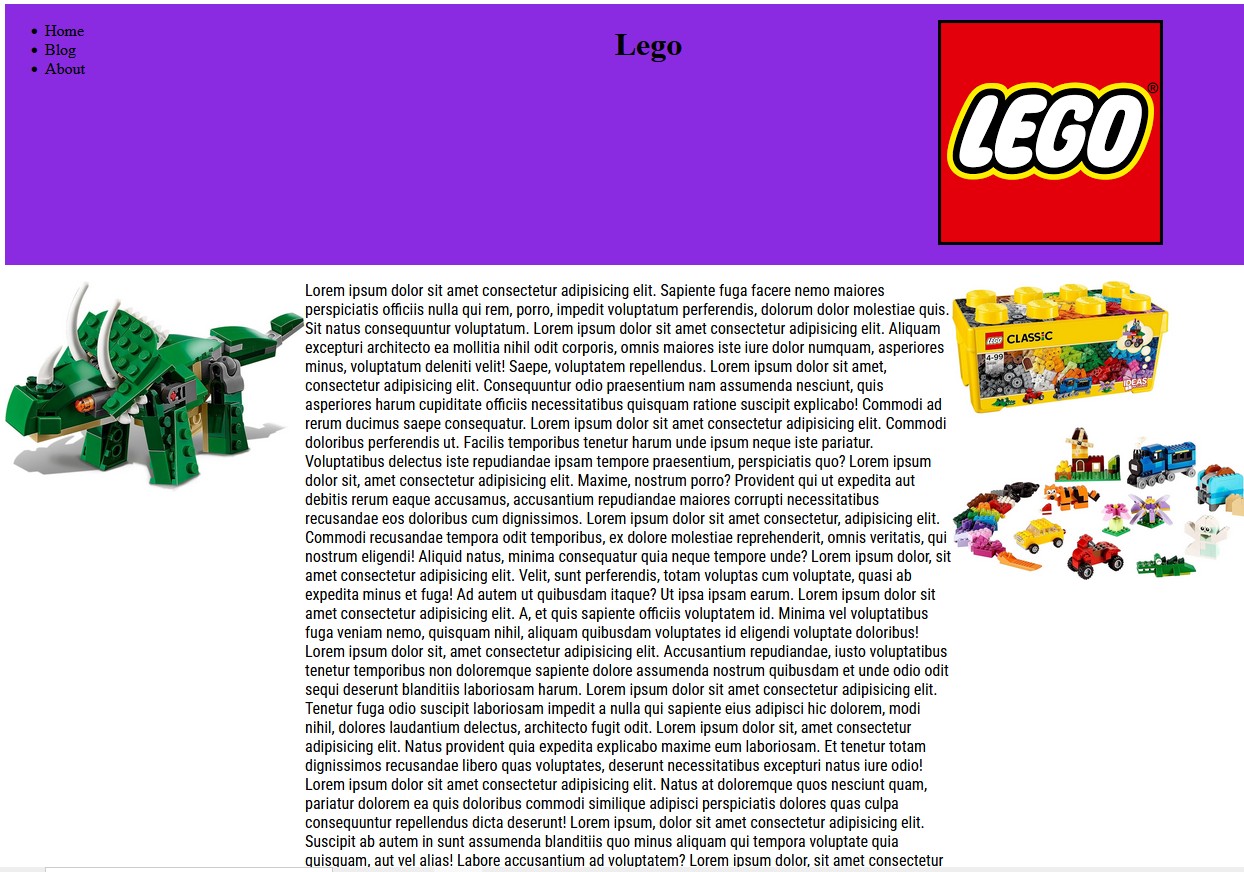 Home
Blog
About
Lego
LEGO®
Lorem ipsum dolor sit amet consectetur adipisicing elit. Sapiente fuga facere nemo maiores
perspiciatis officiis nulla qui rem, porro, impedit voluptatum perferendis, dolorum dolor molestiae quis.
Sit natus consequuntur voluptatum. Lorem ipsum dolor sit amet consectetur adipisicing elit. Aliquam
excepturi architecto ea mollitia nihil odit corporis, omnis maiores iste iure dolor numquam, asperiores
minus, voluptatum deleniti velit! Saepe, voluptatem repellendus. Lorem ipsum dolor sit amet,
consectetur adipisicing elit. Consequuntur odio praesentium nam assumenda nesciunt, quis
asperiores harum cupiditate officiis necessitatibus quisquam ratione suscipit explicabo! Commodi ad
rerum ducimus saepe consequatur. Lorem ipsum dolor sit amet consectetur adipisicing elit. Commodi
doloribus perferendis ut. Facilis temporibus tenetur harum unde ipsum neque iste pariatur.
Voluptatibus delectus iste repudiandae ipsam tempore praesentium, perspiciatis quo? Lorem ipsum
dolor sit, amet consectetur adipisicing elit. Maxime, nostrum porro? Provident qui ut expedita aut
debitis rerum eaque accusamus, accusantium repudiandae maiores corrupti necessitatibus
recusandae eos doloribus cum dignissimos. Lorem ipsum dolor sit amet consectetur, adipisicing elit.
Commodi recusandae tempora odit temporibus, ex dolore molestiae reprehenderit, omnis veritatis, qui
nostrum eligendi! Aliquid natus, minima consequatur quia neque tempore unde? Lorem ipsum dolor, sit
amet consectetur adipisicing elit. Velit, sunt perferendis, totam voluptas cum voluptate, quasi ab
expedita minus et fuga! Ad autem ut quibusdam itaque? Ut ipsa ipsam earum. Lorem ipsum dolor sit
amet consectetur adipisicing elit. A, et quis sapiente officiis voluptatem id. Minima vel voluptatibus
fuga veniam nemo, quisquam nihil, aliquam quibusdam voluptates id eligendi voluptate doloribus!
Lorem ipsum dolor sit, amet consectetur adipisicing elit. Accusantium repudiandae, iusto voluptatibus
tenetur temporibus non doloremque sapiente dolore assumenda nostrum quibusdam et unde odio odit
sequi deserunt blanditiis laboriosam harum. Lorem ipsum dolor sit amet consectetur adipisicing elit.
Tenetur fuga odio suscipit laboriosam impedit a nulla qui sapiente eius adipisci hic dolorem, modi
nihil, dolores laudantium delectus, architecto fugit odit. Lorem ipsum dolor sit, amet consectetur
adipisicing elit. Natus provident quia expedita explicabo maxime eum laboriosam. Et tenetur totam
dignissimos recusandae libero quas voluptates, deserunt necessitatibus excepturi natus iure odio!
Lorem ipsum dolor sit amet consectetur adipisicing elit. Natus at doloremque quos nesciunt quam,
pariatur dolorem ea quis doloribus commodi similique adipisci perspiciatis dolores quas culpa
consequuntur repellendus dicta deserunt! Lorem ipsum, dolor sit amet consectetur adipisicing elit.
Suscipit ab autem in sunt assumenda blanditiis quo minus aliquam qui tempora voluptate quia
quisquam, aut vel alias! Labore accusantium ad voluptatem? Lorem ipsum dolor, sit amet consectetur
LEGO CLASSIC
4-99
IDEAS